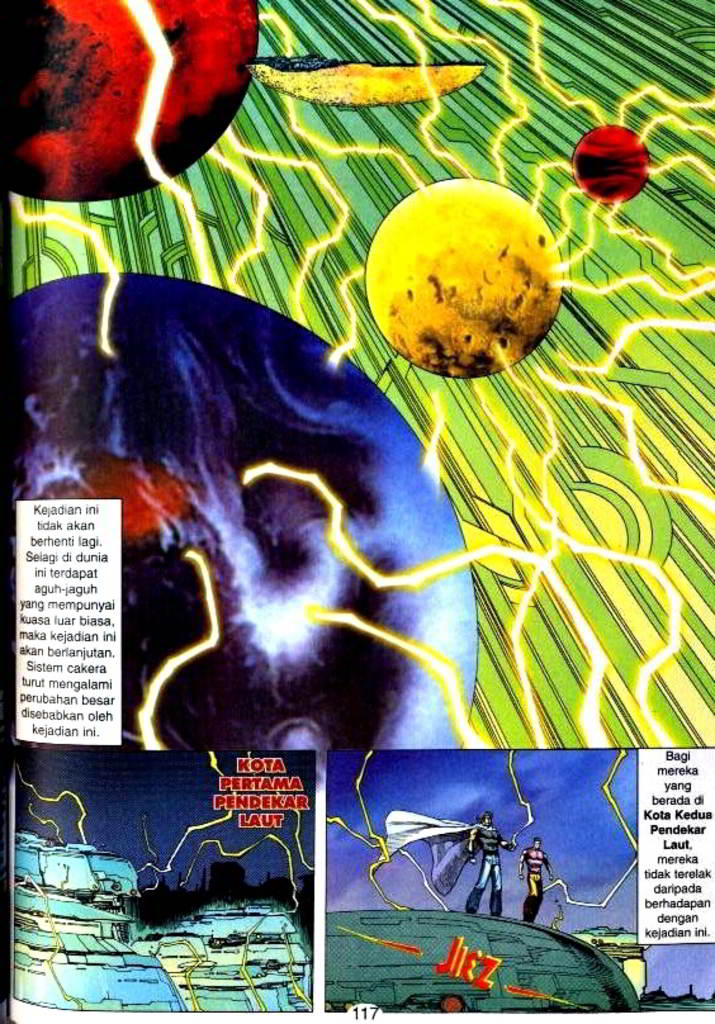 Kejadian ini
tidak akan
berhenti lagi.
Selagi di dunia
ini terdapat
aguh-jaguh
yang mempunyai
kuasa luar biasa,
maka kejadian ini
akan berlanjutan.
Sistem cakera
turut mengalami
perubahan besar
disebabkan oleh
kejadian ini.
KOTA
PERTAMA
PENDEKAR
LAUT
Bagi
mereka
yang
berada di
Kota Kedua
Pendekar
Laut,
mereka
tidak terelak
daripada
berhadapan
dengan
kejadian ini.
JIEZ
117